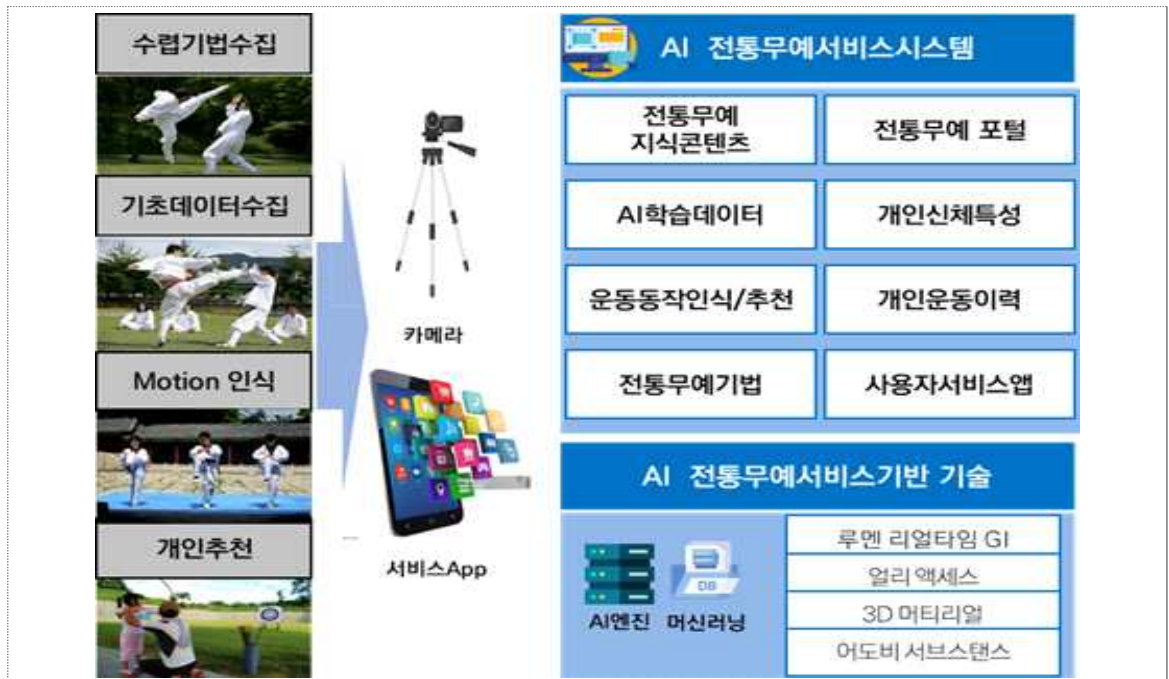 수렵기법수집
기초데이터수집
Motion 인식
개인추천
카메라
서비스App
AI 전통무예서비스시스템
전통무예
지식콘텐츠
전통무예 포털
AI학습데이터
개인신체특성
운동동작인식/추천
개인운동이력
전통무예기법
사용자서비스앱
AI 전통무예서비스기반 기술
DB
AI엔진
머신러닝
루멘 리얼타임 GI
얼리 액세스
3D 머티리얼
어도비 서브스탠스